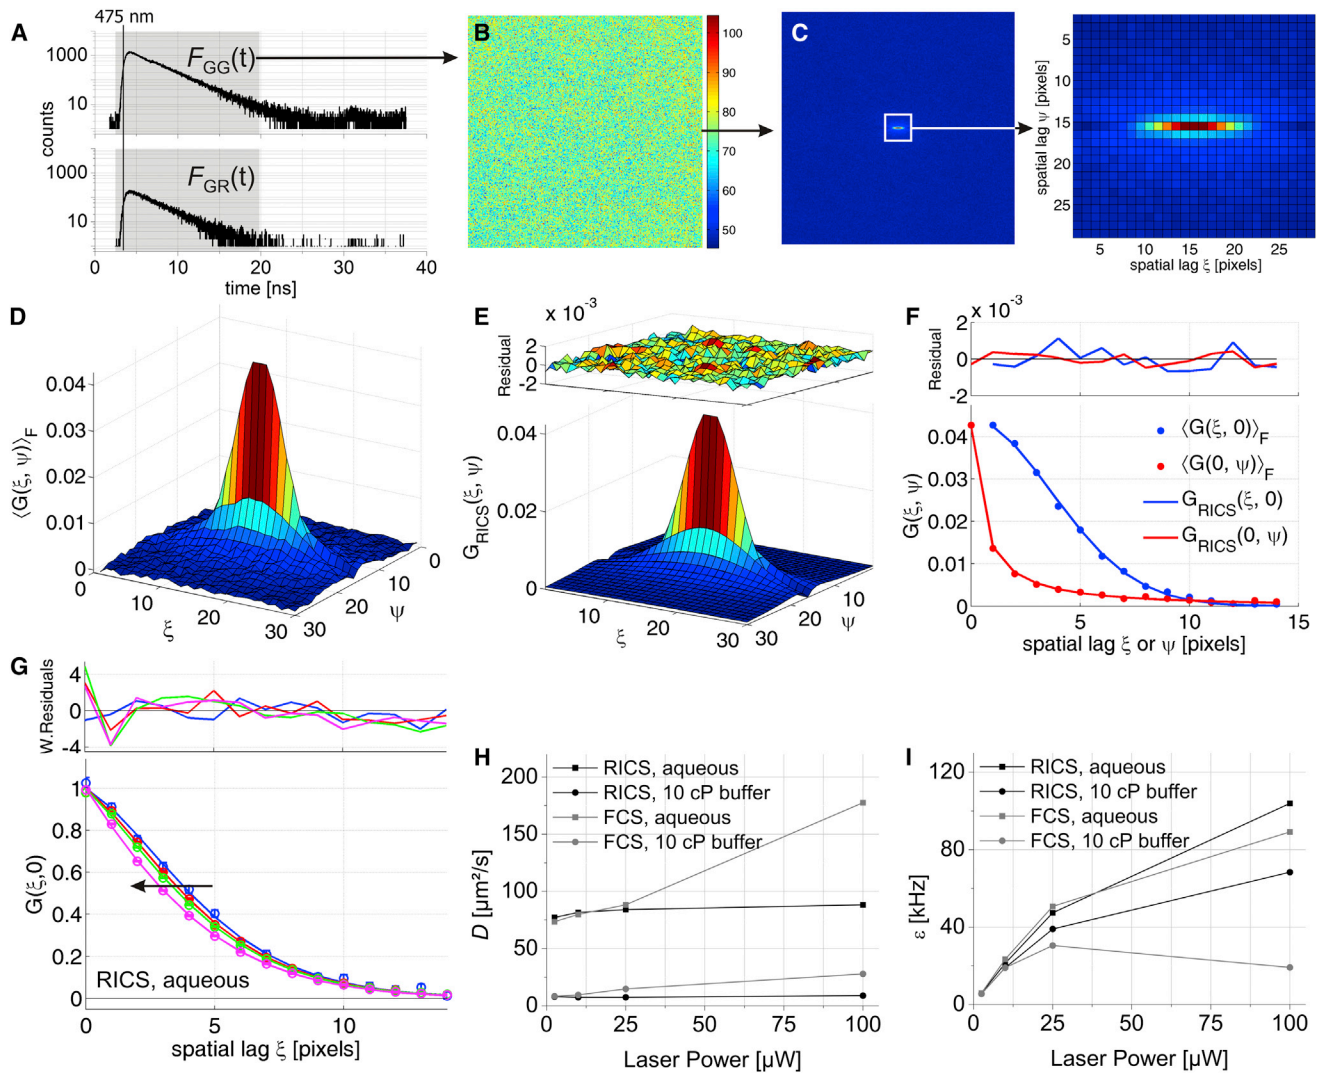 A
475 nm
1000
10
F_GG(t)
counts
1000
10
F_GR(t)
0 10 20 30 40
time [ns]
B
100
90
80
70
60
50
C
5
10
15
20
25
spatial lag ψ [pixels]
5 10 15 20 25
spatial lag ξ [pixels]
D
0.04
0.03
0.02
0.01
0
⟨G(ξ, ψ)⟩_F
0 10 20 30
ξ
0
10
20
30
ψ
E
x 10⁻³
2
0
-2
Residual
0.04
0.02
0
G_RICS(ξ, ψ)
10 20 30
ξ
10
20
30
ψ
F
x 10⁻³
2
0
-2
Residual
0.04
0.03
0.02
0.01
0
G(ξ, ψ)
⟨G(ξ, 0)⟩_F
⟨G(0, ψ)⟩_F
G_RICS(ξ, 0)
G_RICS(0, ψ)
0 5 10 15
spatial lag ξ or ψ [pixels]
G
4
0
-4
W.Residuals
1
0.8
0.6
0.4
0.2
0
G(ξ,0)
RICS, aqueous
0 5 10
spatial lag ξ [pixels]
H
200
150
100
50
0
D [µm²/s]
RICS, aqueous
RICS, 10 cP buffer
FCS, aqueous
FCS, 10 cP buffer
0 25 50 75 100
Laser Power [µW]
I
120
80
40
0
ε [kHz]
RICS, aqueous
RICS, 10 cP buffer
FCS, aqueous
FCS, 10 cP buffer
0 25 50 75 100
Laser Power [µW]